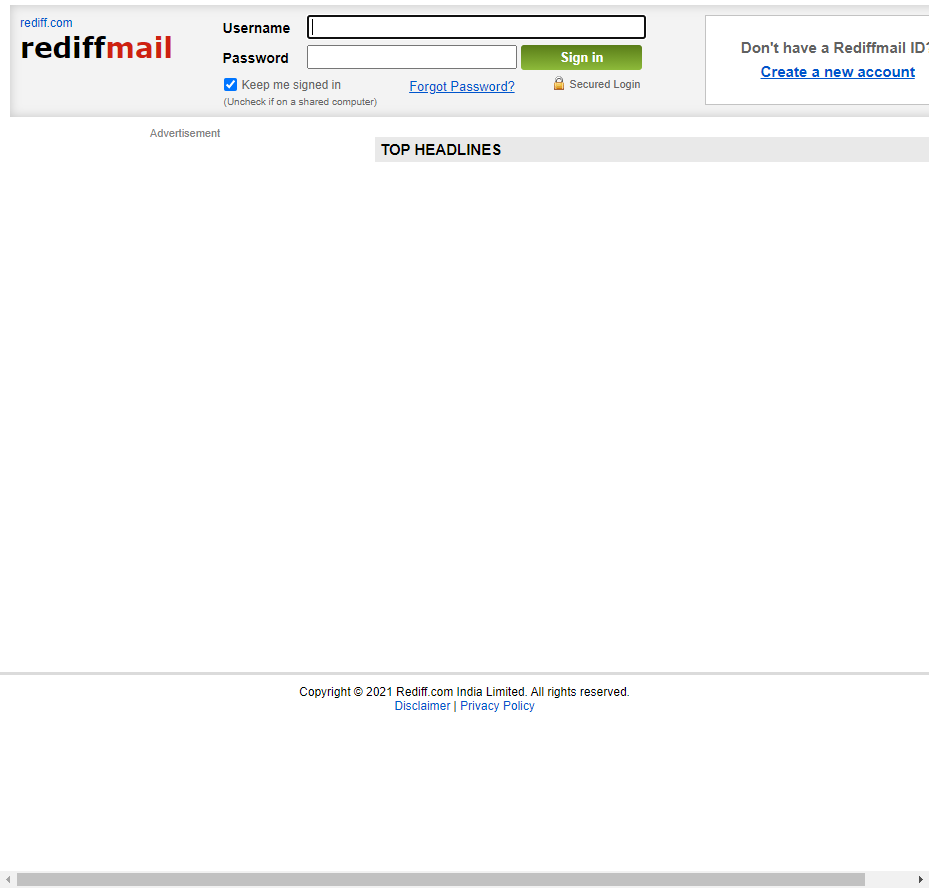 rediff.com
rediffmail
Username
Password
Sign in
Keep me signed in
(Uncheck if on a shared computer)
Forgot Password?
Secured Login
Don't have a Rediffmail ID?
Create a new account
Advertisement
TOP HEADLINES
Copyright © 2021 Rediff.com India Limited. All rights reserved.
Disclaimer | Privacy Policy